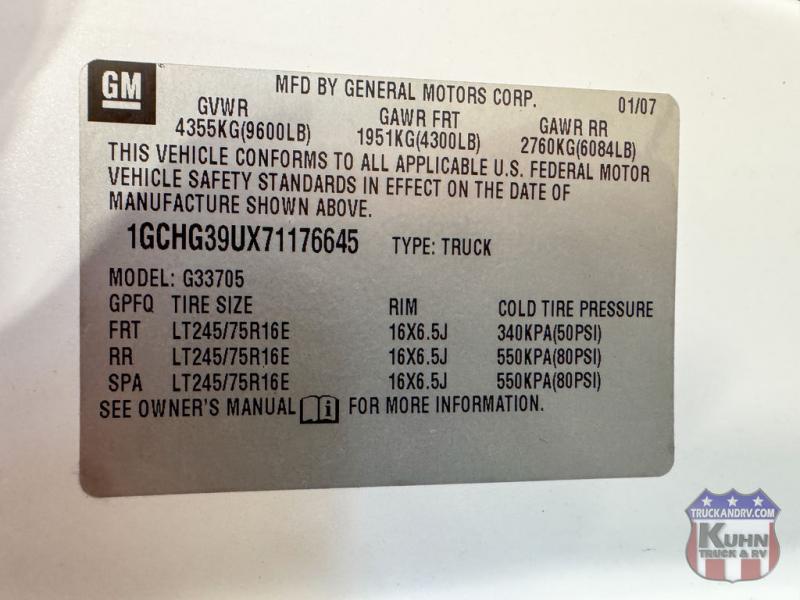 GM
MFD BY GENERAL MOTORS CORP. 01/07
GVWR GAWR FRT GAWR RR
4355KG(9600LB) 1951KG(4300LB) 2760KG(6084LB)
THIS VEHICLE CONFORMS TO ALL APPLICABLE U.S. FEDERAL MOTOR
VEHICLE SAFETY STANDARDS IN EFFECT ON THE DATE OF
MANUFACTURE SHOWN ABOVE.
1GCHG39UX71176645 TYPE: TRUCK
MODEL: G33705
GPFQ TIRE SIZE RIM COLD TIRE PRESSURE
FRT LT245/75R16E 16X6.5J 340KPA(50PSI)
RR LT245/75R16E 16X6.5J 550KPA(80PSI)
SPA LT245/75R16E 16X6.5J 550KPA(80PSI)
SEE OWNER'S MANUAL i FOR MORE INFORMATION.
TRUCKANDRV.COM
KUHN
TRUCK & RV